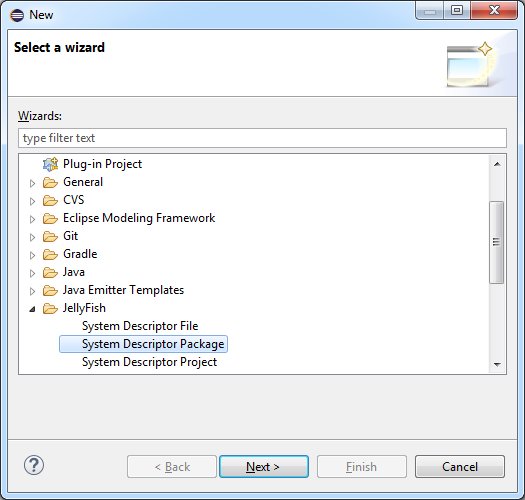 New
Select a wizard
Wizards:
type filter text
Plug-in Project
General
CVS
Eclipse Modeling Framework
Git
Gradle
Java
Java Emitter Templates
JellyFish
System Descriptor File
System Descriptor Package
System Descriptor Project
? < Back Next > Finish Cancel